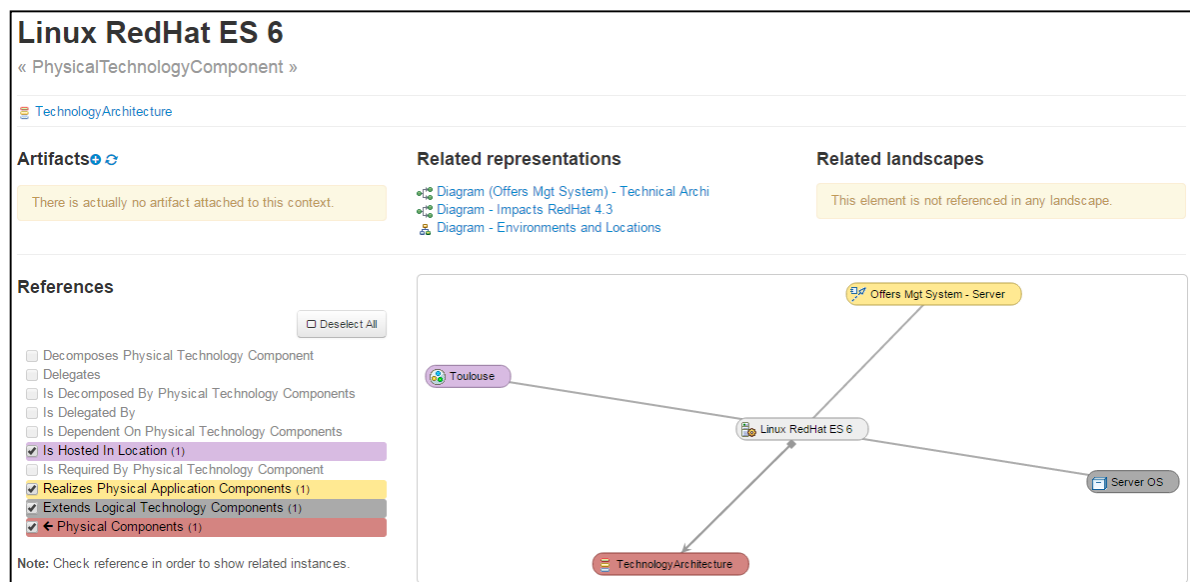 Linux RedHat ES 6
« PhysicalTechnologyComponent »
TechnologyArchitecture
Artifacts
There is actually no artifact attached to this context.
Related representations
Diagram (Offers Mgt System) - Technical Archi
Diagram - Impacts RedHat 4.3
Diagram - Environments and Locations
Related landscapes
This element is not referenced in any landscape.
References
Deselect All
Decomposes Physical Technology Component
Delegates
Is Decomposed By Physical Technology Components
Is Delegated By
Is Dependent On Physical Technology Components
Is Hosted In Location (1)
Is Required By Physical Technology Component
Realizes Physical Application Components (1)
Extends Logical Technology Components (1)
← Physical Components (1)
Note: Check reference in order to show related instances.
Offers Mgt System - Server
Toulouse
Linux RedHat ES 6
Server OS
TechnologyArchitecture